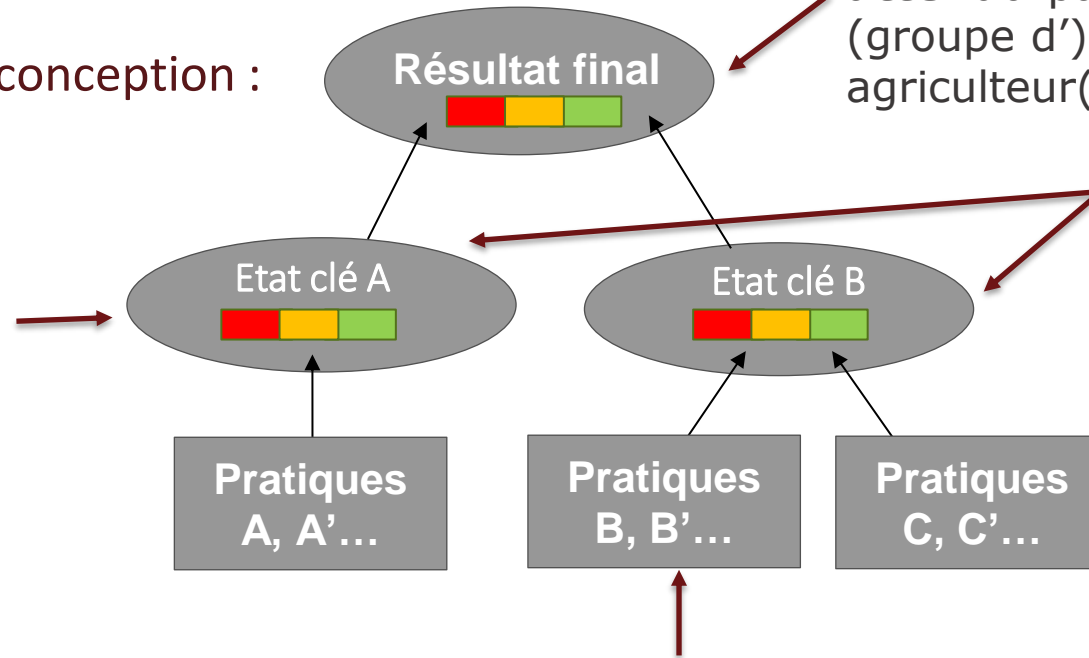 (groupe d’)
agriculteur(
conception :
Résultat final
Etat clé A
Etat clé B
Pratiques
A, A’…
Pratiques
B, B’…
Pratiques
C, C’…